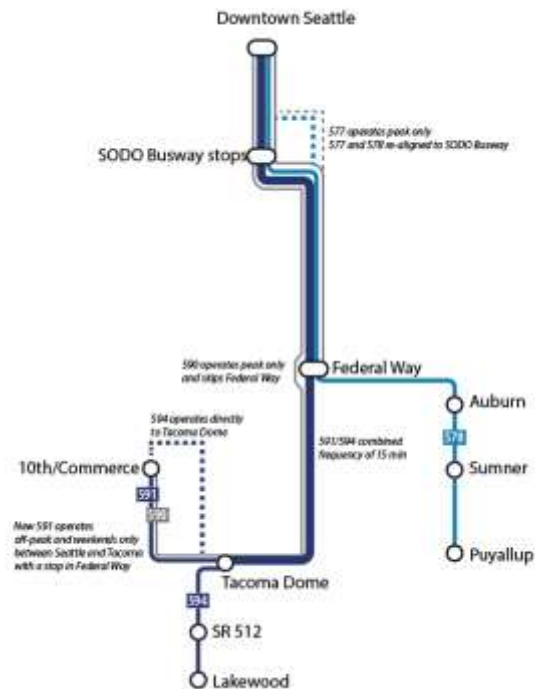 Downtown Seattle
577 operates peak only
577 and 578 re-aligned to SODO Busway
SODO Busway stops
590 operates peak only
and skips Federal Way
Federal Way
Auburn
594 operates directly
to Tacoma Dome
591/594 combined
frequency of 15 min
578
10th/Commerce
Sumner
591
590
New 591 operates
off-peak and weekends only
between Seattle and Tacoma
with a stop in Federal Way
Puyallup
Tacoma Dome
594
SR 512
Lakewood